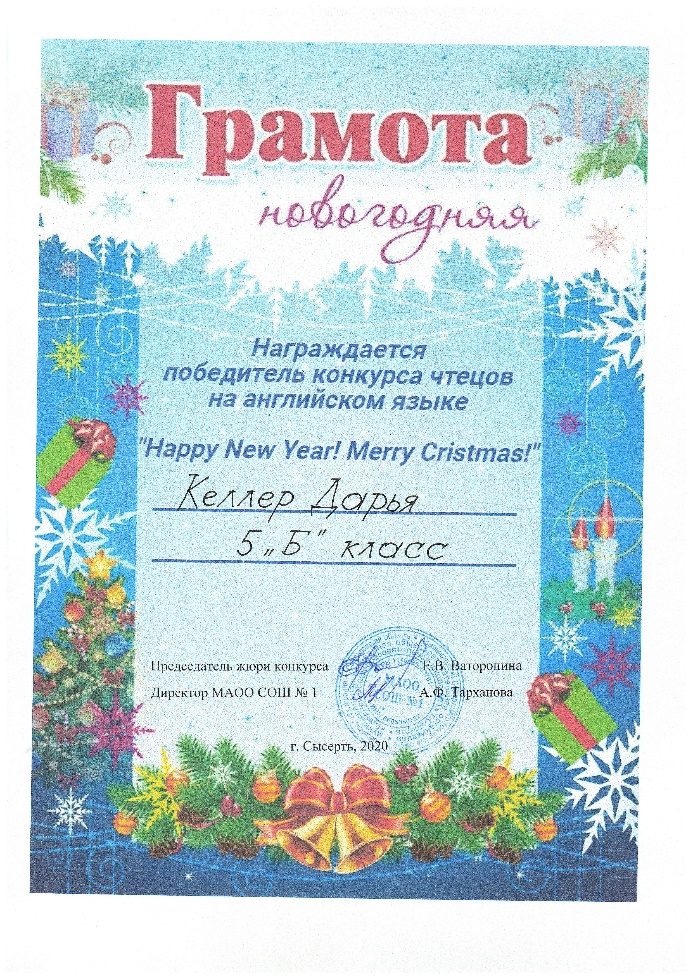 Грамота
новогодняя
Награждается
победитель конкурса чтецов
на английском языке
"Happy New Year! Merry Cristmas!"
Келлер Дарья
5 „Б" класс
Председатель жюри конкурса Е.В. Ваторопина
Директор МАОО СОШ № 1 А.Ф. Тарханова
г. Сысерть, 2020